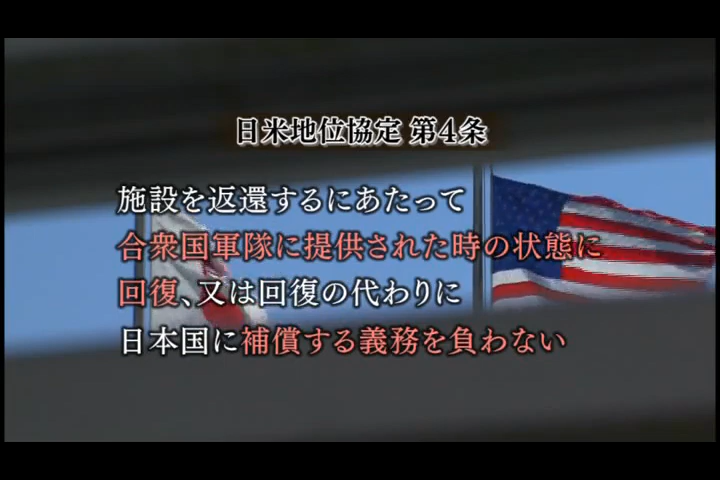 日米地位協定 第4条
施設を返還するにあたって
合衆国軍隊に提供された時の状態に
回復、又は回復の代わりに
日本国に補償する義務を負わない